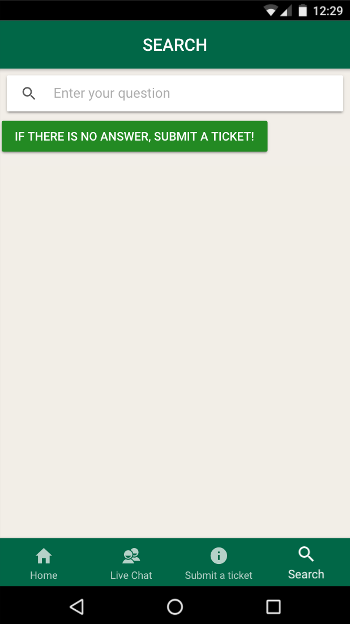 12:29
SEARCH
Enter your question
IF THERE IS NO ANSWER, SUBMIT A TICKET!
Home
Live Chat
Submit a ticket
Search